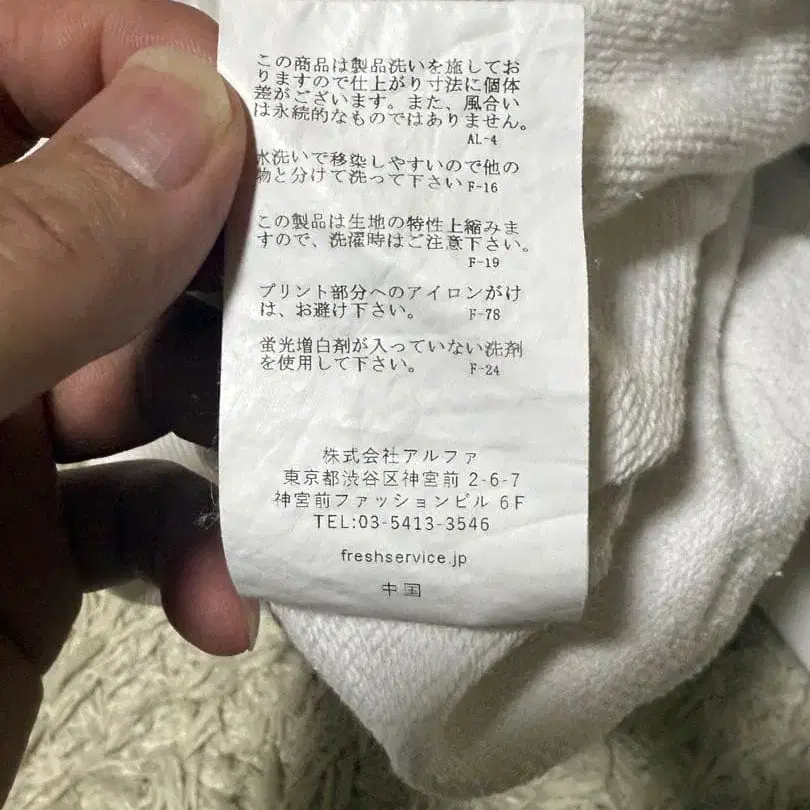 この商品は製品洗いを施してお
りますので仕上がり寸法に個体
差がございます。また、風合い
は永続的なものではありません。
AL-4
水洗いで移染しやすいので他の
物と分けて洗って下さい F-16
この製品は生地の特性上縮みま
すので、洗濯時はご注意下さい。
F-19
プリント部分へのアイロンがけ
は、お避け下さい。 F-78
蛍光増白剤が入っていない洗剤
を使用して下さい。 F-24
株式会社アルファ
東京都渋谷区神宮前 2-6-7
神宮前ファッションビル 6F
TEL:03-5413-3546
freshservice.jp
中国